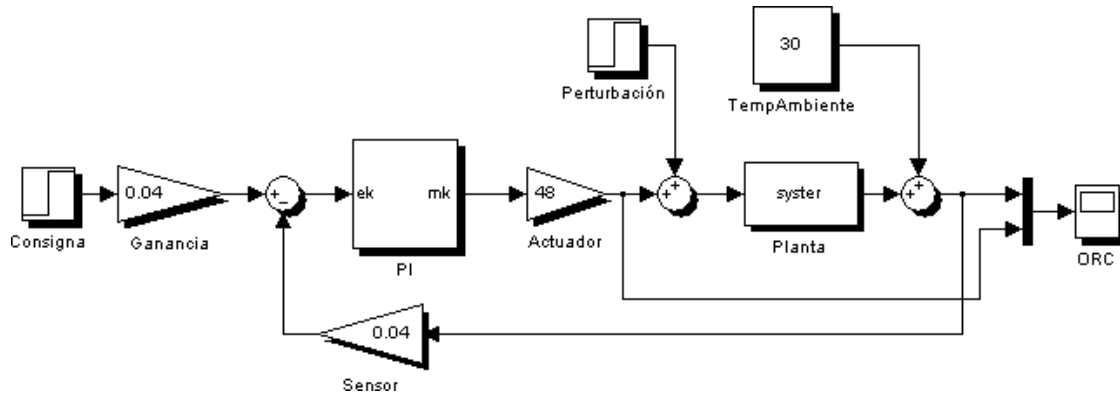 30
Perturbación
TempAmbiente
0.04
ek
mk
48
syster
Consigna
Ganancia
PI
Actuador
Planta
ORC
0.04
Sensor